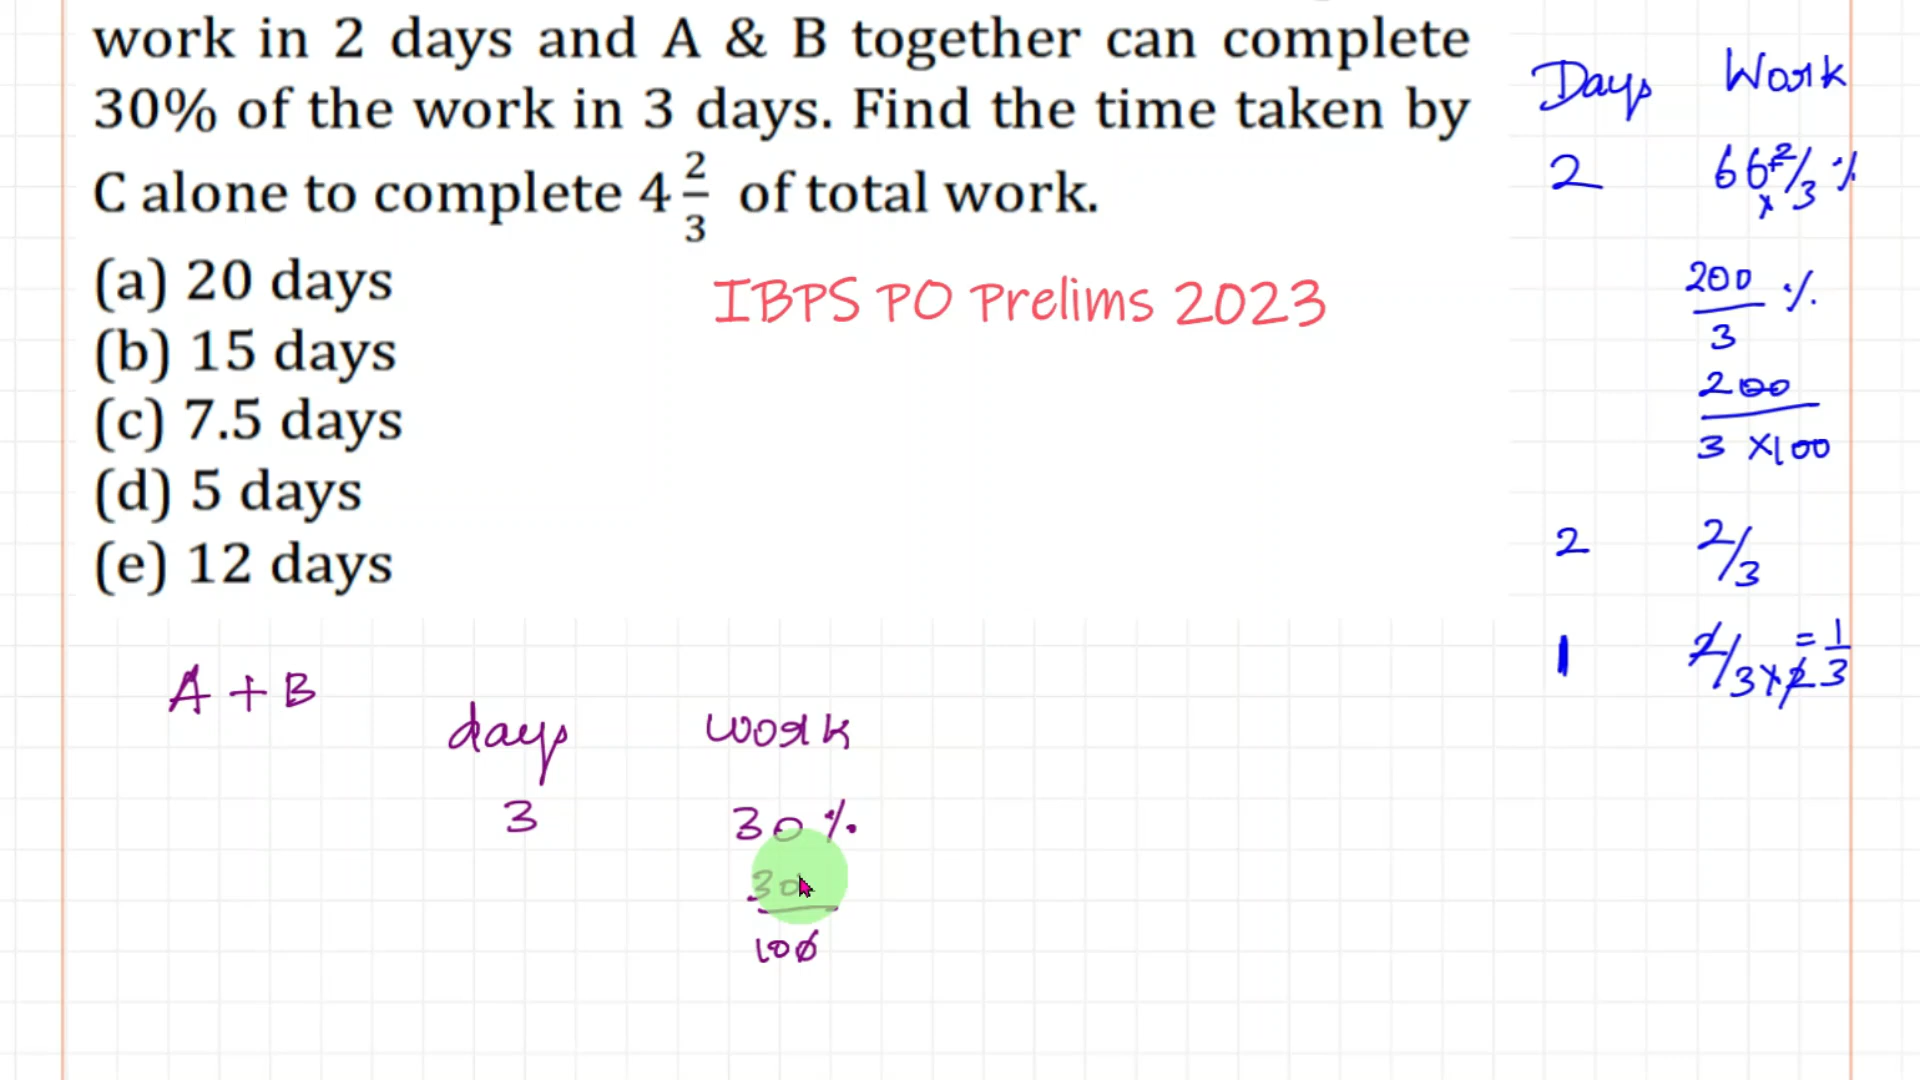 work in 2 days and A & B together can complete
30% of the work in 3 days. Find the time taken by
C alone to complete 4 2/3 of total work.
(a) 20 days
(b) 15 days
(c) 7.5 days
(d) 5 days
(e) 12 days
IBPS PO Prelims 2023
Days Work
2 66 2/3 %
200/3 %
200/3 × 100
2 2/3
1 2/3×2 = 1/3
A + B
days work
3 30 %
30/100